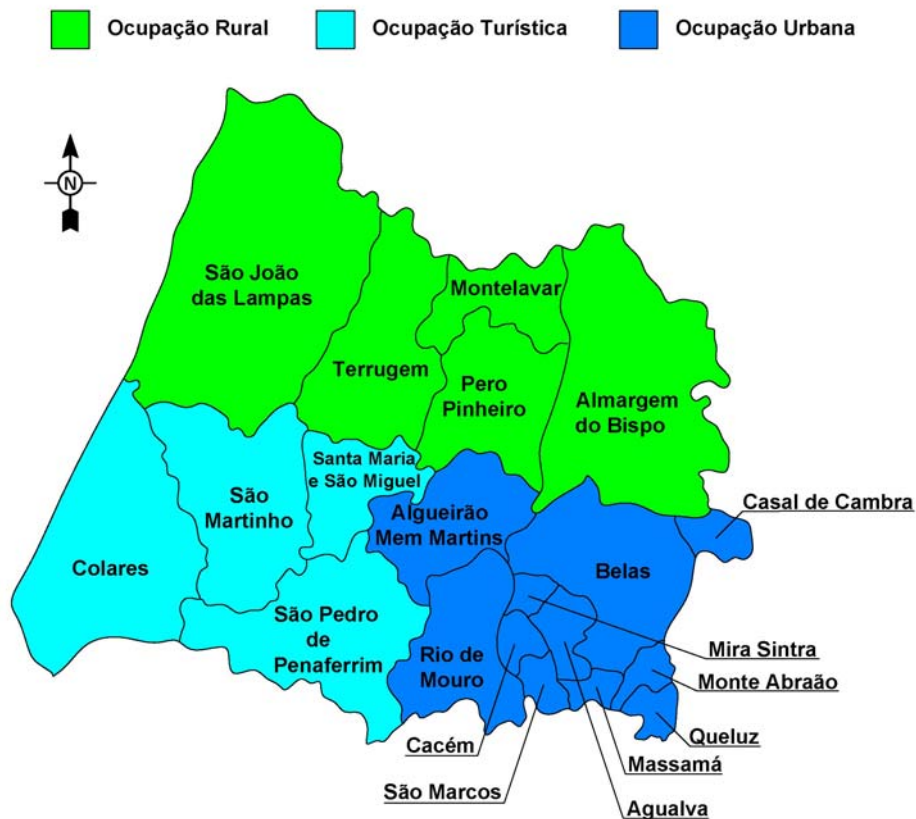 Ocupação Rural
Ocupação Turística
Ocupação Urbana
N
São João
das Lampas
Montelavar
Terrugem
Pero
Pinheiro
Almargem
do Bispo
Santa Maria
e São Miguel
São
Martinho
Algueirão
Mem Martins
Casal de Cambra
Colares
Belas
São Pedro
de
Penaferrim
Rio de
Mouro
Mira Sintra
Monte Abraão
Queluz
Cacém
Massamá
São Marcos
Agualva